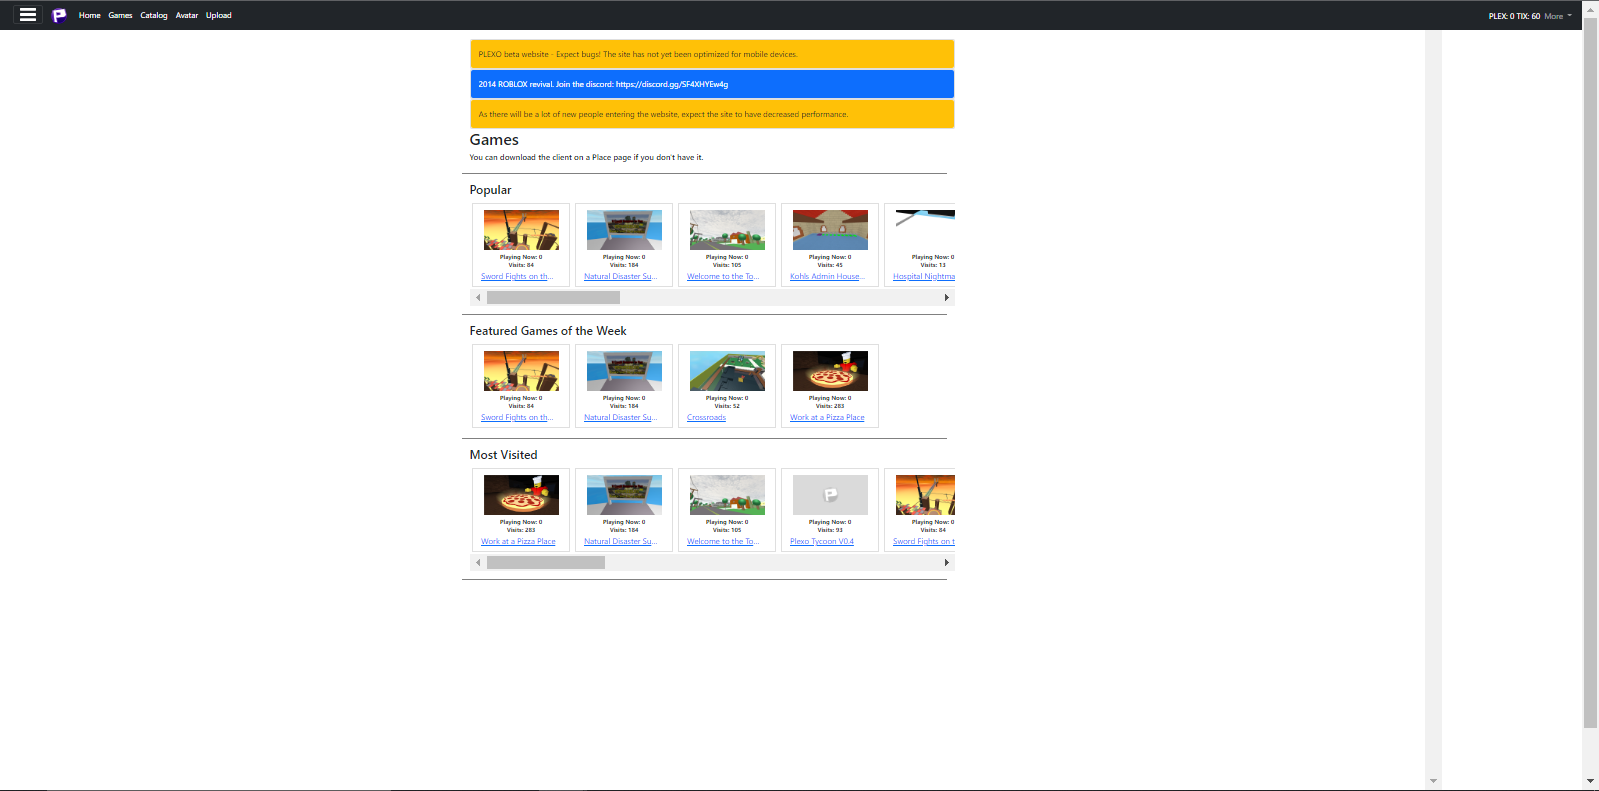 Home Games Catalog Avatar Upload PLEX: 0 TIX: 60 More
PLEXO beta website - Expect bugs! The site has not yet been optimized for mobile devices.
2014 ROBLOX revival. Join the discord: https://discord.gg/SF4XHYEw4g
As there will be a lot of new people entering the website, expect the site to have decreased performance.
Games
You can download the client on a Place page if you don't have it.
Popular
Playing Now: 0 Playing Now: 0 Playing Now: 0 Playing Now: 0 Playing Now: 0
Visits: 84 Visits: 184 Visits: 105 Visits: 45 Visits: 13
Sword Fights on th... Natural Disaster Su... Welcome to the To... Kohls Admin House... Hospital Nightma
Featured Games of the Week
Playing Now: 0 Playing Now: 0 Playing Now: 0 Playing Now: 0
Visits: 84 Visits: 184 Visits: 52 Visits: 283
Sword Fights on th... Natural Disaster Su... Crossroads Work at a Pizza Place
Most Visited
Playing Now: 0 Playing Now: 0 Playing Now: 0 Playing Now: 0 Playing Now: 0
Visits: 283 Visits: 184 Visits: 105 Visits: 93 Visits: 84
Work at a Pizza Place Natural Disaster Su... Welcome to the To... Plexo Tycoon V0.4 Sword Fights on t